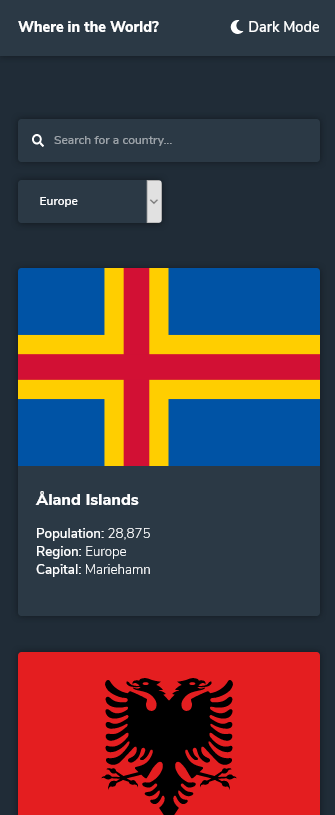 Where in the World?
Dark Mode
Search for a country...
Europe
Åland Islands
Population: 28,875
Region: Europe
Capital: Mariehamn